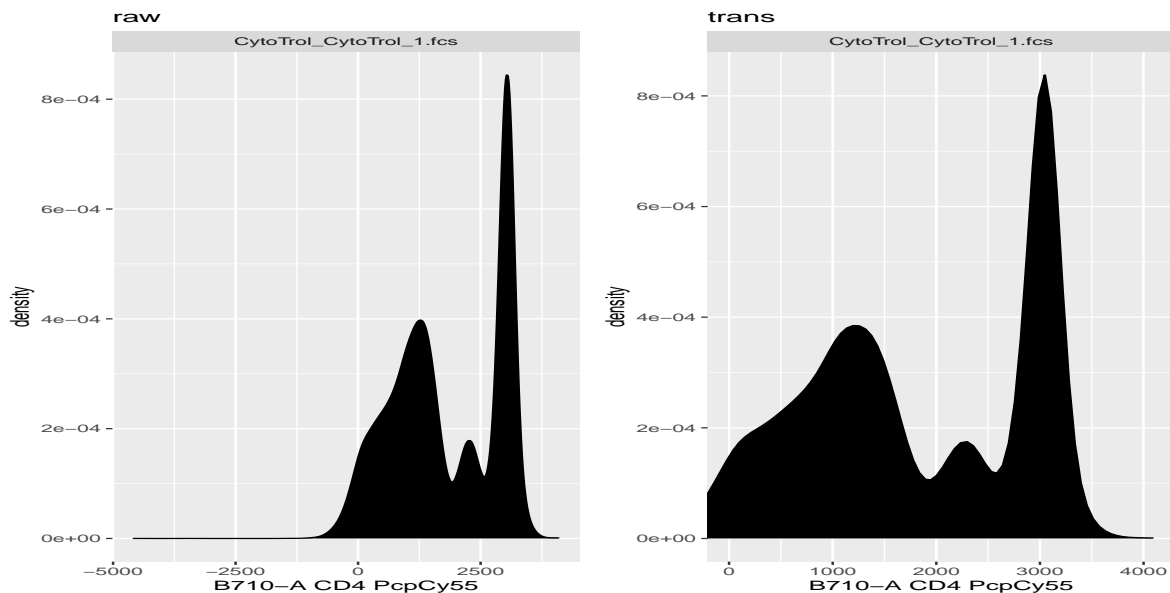 raw
CytoTrol_CytoTrol_1.fcs
8e−04
6e−04
4e−04
2e−04
0e+00
density
−5000
−2500
0
2500
B710−A CD4 PcpCy55
trans
CytoTrol_CytoTrol_1.fcs
8e−04
6e−04
4e−04
2e−04
0e+00
density
0
1000
2000
3000
4000
B710−A CD4 PcpCy55